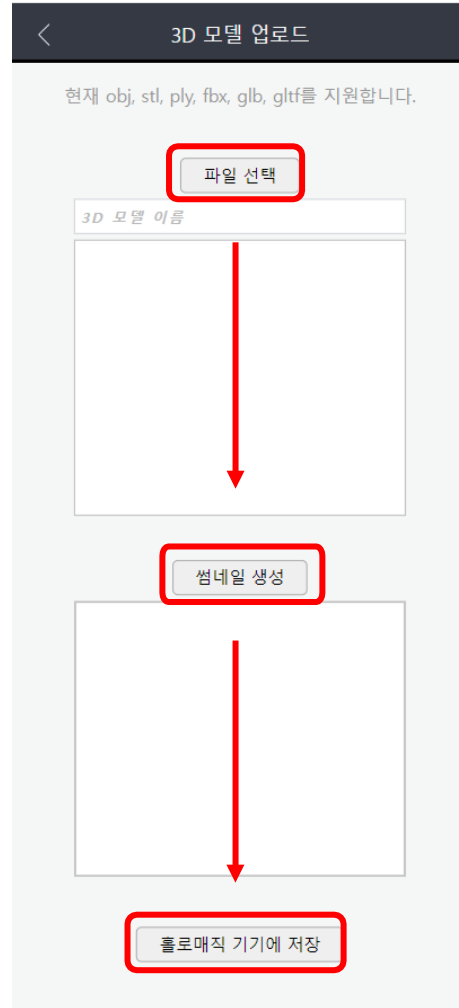 3D 모델 업로드
현재 obj, stl, ply, fbx, glb, gltf를 지원합니다.
파일 선택
3D 모델 이름
썸네일 생성
홀로매직 기기에 저장